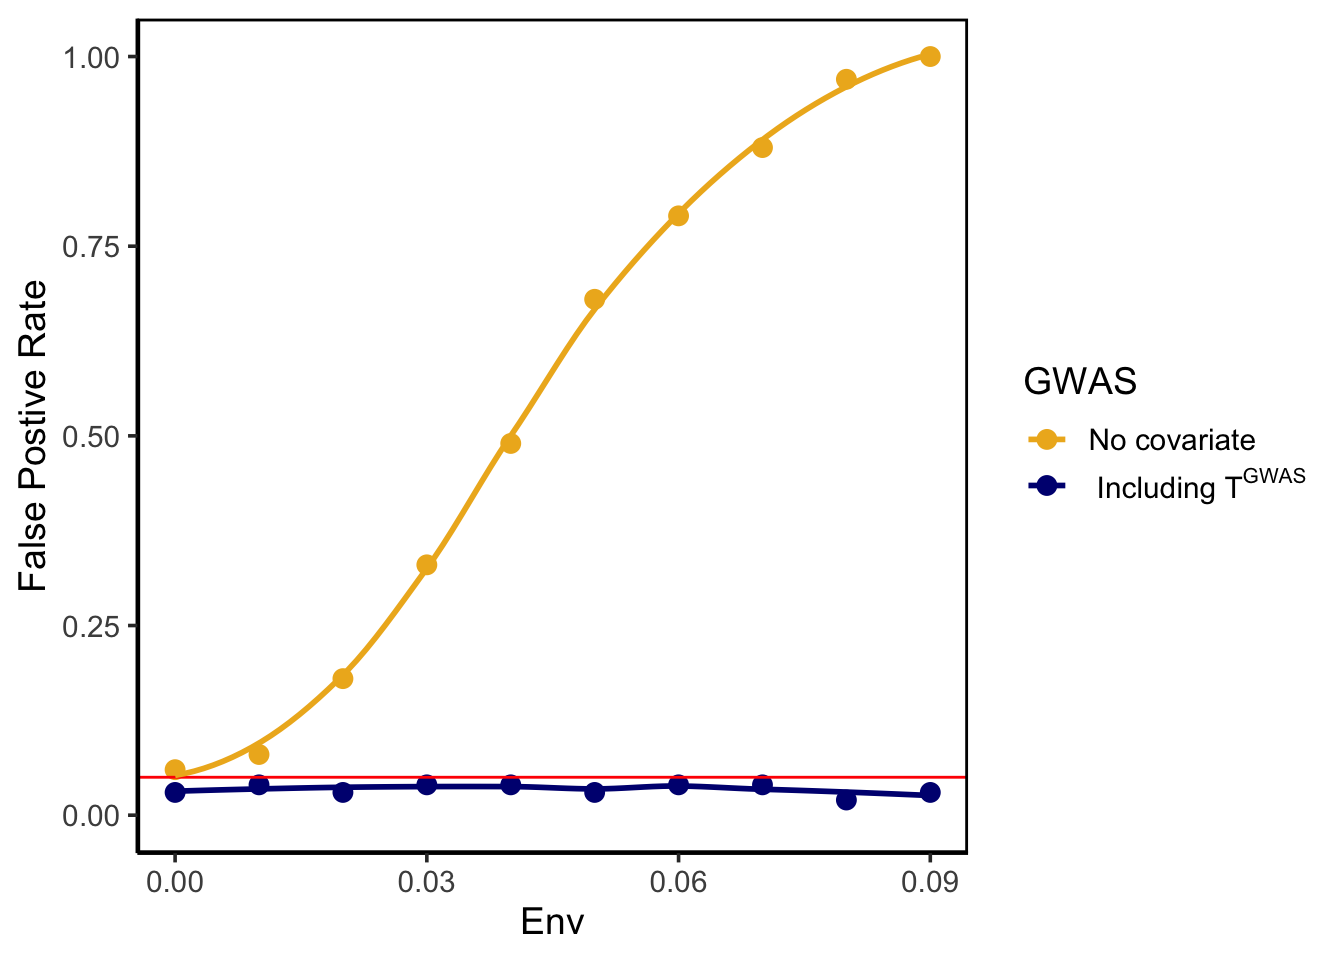 1.00
0.75
0.50
0.25
0.00
False Postive Rate
0.00 0.03 0.06 0.09
Env
GWAS
No covariate
Including T^GWAS